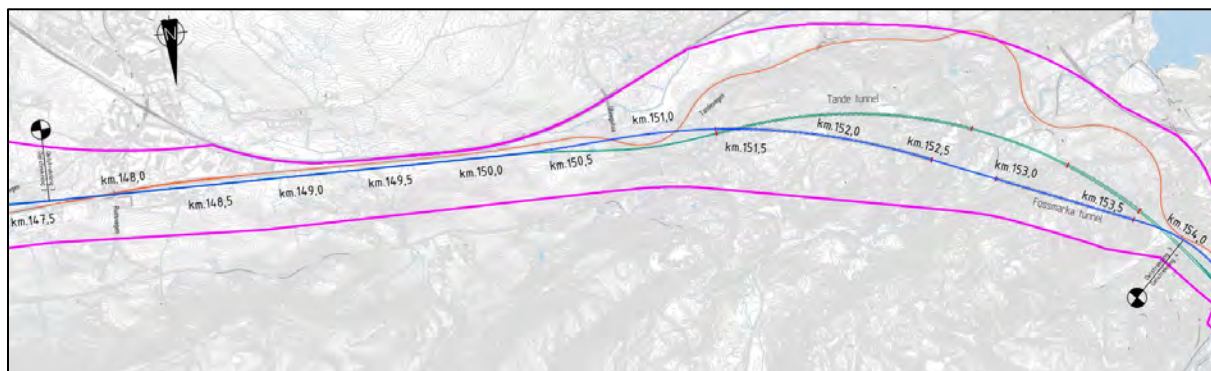 N
Tande tunnel
km.151,0
km.152,0
km.151,5
km.152,5
km.150,5
km.153,0
km.150,0
km.148,0
km.149,5
km.149,0
km.148,5
km.153,5
Fossmarka tunnel
km.147,5
km.154,0